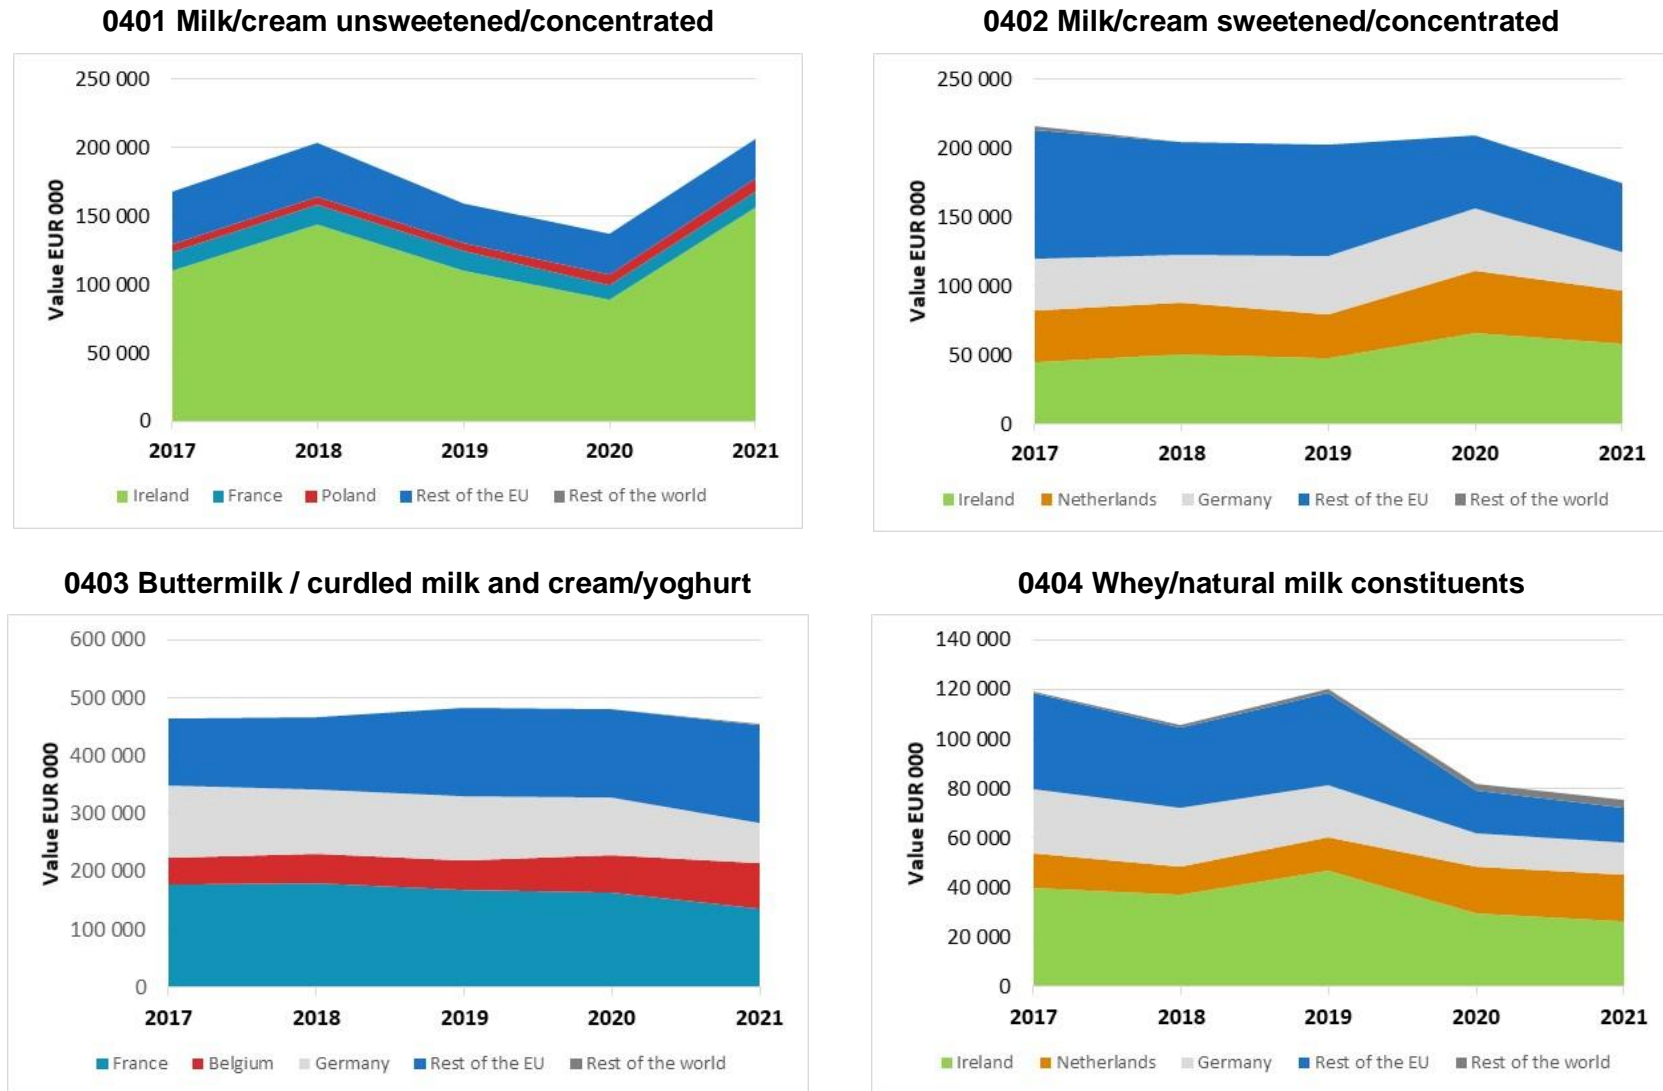 0401 Milk/cream unsweetened/concentrated
250 000
200 000
150 000
100 000
50 000
0
Value EUR 000
2017 2018 2019 2020 2021
Ireland France Poland Rest of the EU Rest of the world
0402 Milk/cream sweetened/concentrated
250 000
200 000
150 000
100 000
50 000
0
Value EUR 000
2017 2018 2019 2020 2021
Ireland Netherlands Germany Rest of the EU Rest of the world
0403 Buttermilk / curdled milk and cream/yoghurt
600 000
500 000
400 000
300 000
200 000
100 000
0
Value EUR 000
2017 2018 2019 2020 2021
France Belgium Germany Rest of the EU Rest of the world
0404 Whey/natural milk constituents
140 000
120 000
100 000
80 000
60 000
40 000
20 000
0
Value EUR 000
2017 2018 2019 2020 2021
Ireland Netherlands Germany Rest of the EU Rest of the world